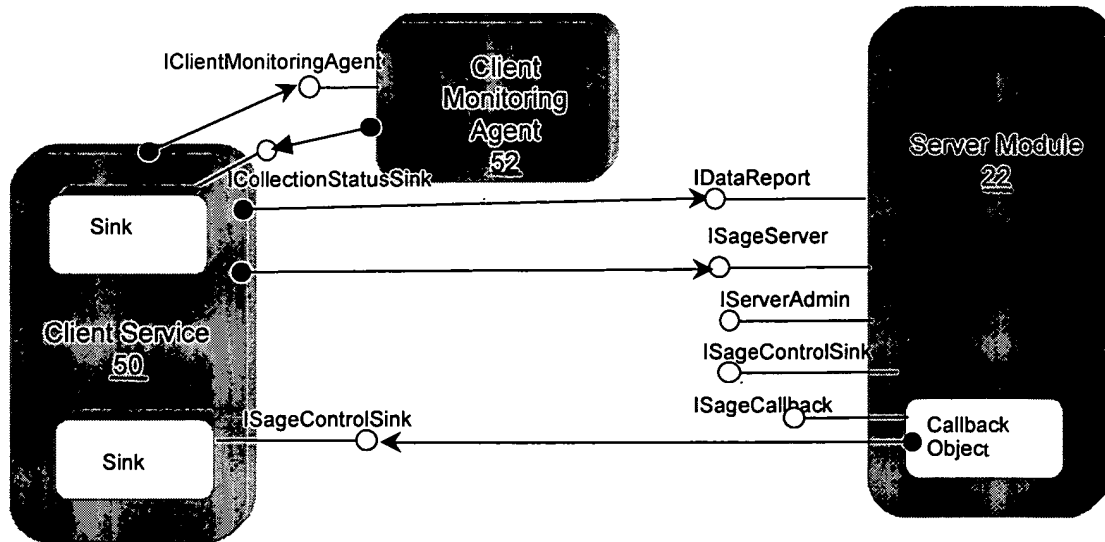 IClientMonitoringAgent
Client
Monitoring
Agent
52
ICollectionStatusSink
Sink
Client Service
50
Sink
ISageControlSink
IDataReport
ISageServer
IServerAdmin
ISageControlSink
ISageCallback
Server Module
22
Callback
Object